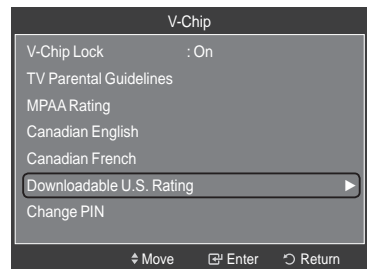 V-Chip
V-Chip Lock : On
TV Parental Guidelines
MPAA Rating
Canadian English
Canadian French
Downloadable U.S. Rating
Change PIN
Move Enter Return